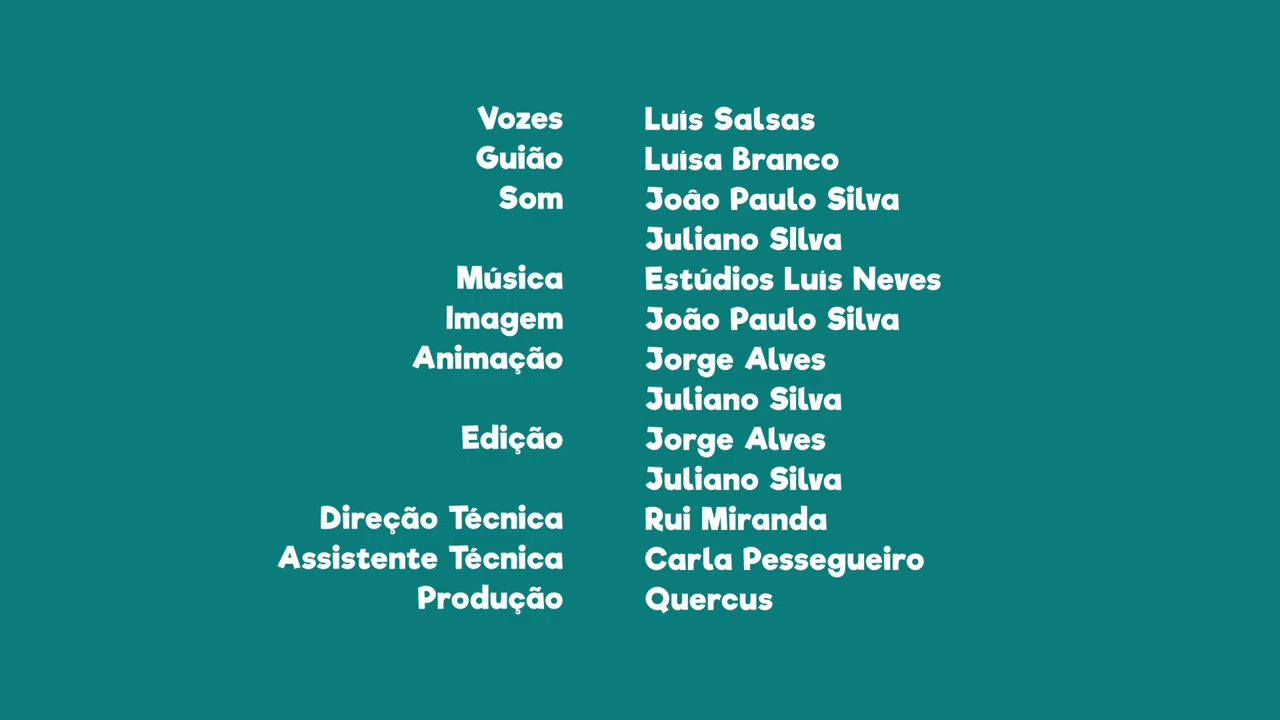 Vozes Luís Salsas
Guião Luísa Branco
Som Joâo Paulo Silva
Juliano SIlva
Música Estúdios Luís Neves
Imagem João Paulo Silva
Animação Jorge Alves
Juliano Silva
Edição Jorge Alves
Juliano Silva
Direção Técnica Rui Miranda
Assistente Técnica Carla Pessegueiro
Produção Quercus